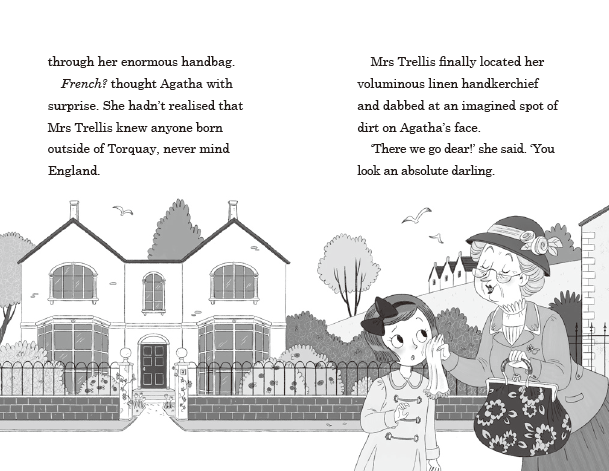 through her enormous handbag.
French? thought Agatha with
surprise. She hadn’t realised that
Mrs Trellis knew anyone born
outside of Torquay, never mind
England.
Mrs Trellis finally located her
voluminous linen handkerchief
and dabbed at an imagined spot of
dirt on Agatha’s face.
‘There we go dear!’ she said. ‘You
look an absolute darling.